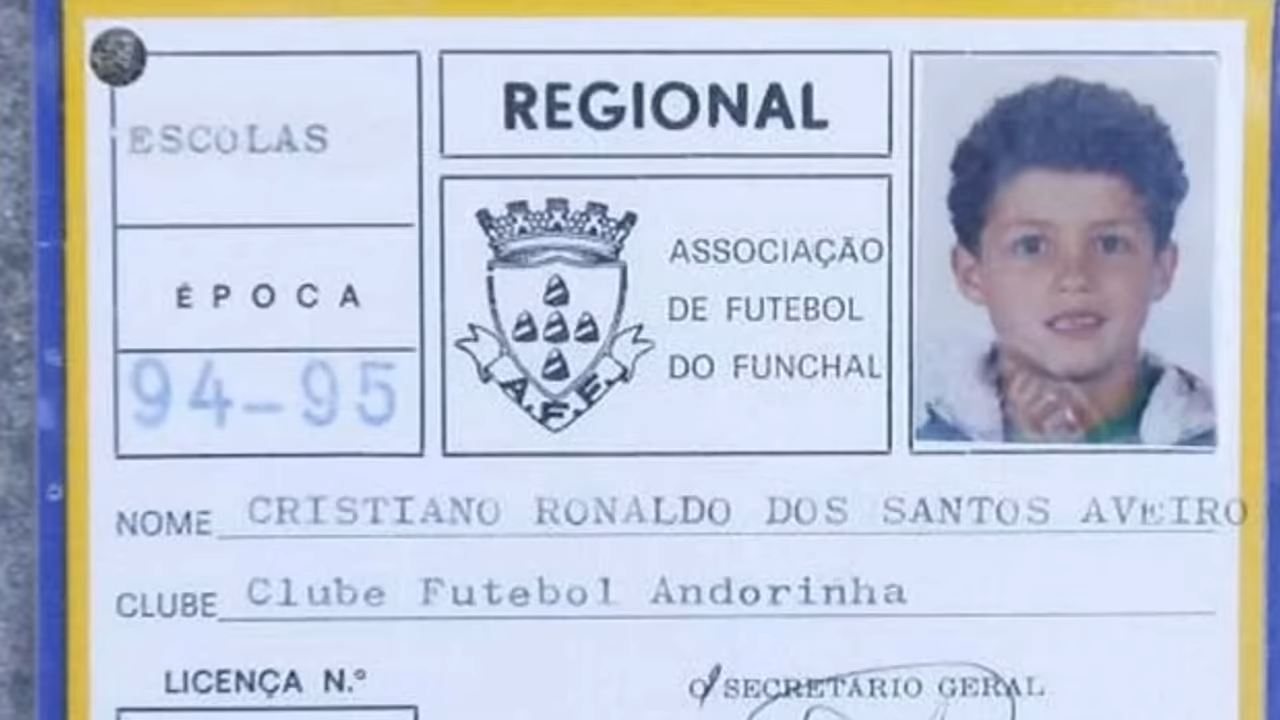 ESCOLAS
ÉPOCA
94-95
REGIONAL
A.F.F.
ASSOCIAÇÃO
DE FUTEBOL
DO FUNCHAL
NOME CRISTIANO RONALDO DOS SANTOS AVEIRO
CLUBE Clube Futebol Andorinha
LICENÇA N.º
O SECRETÁRIO GERAL